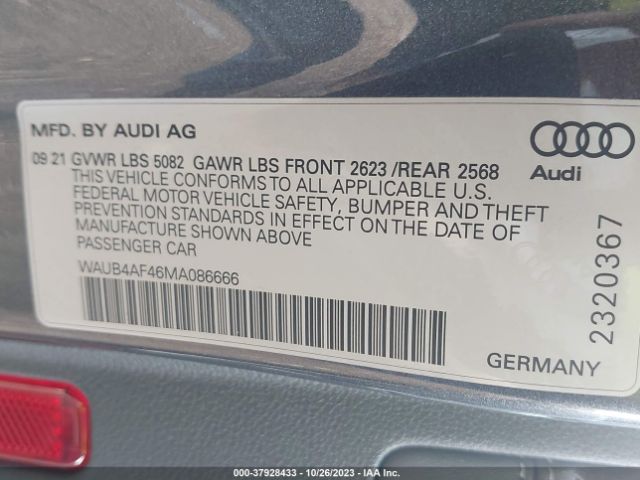 MFD. BY AUDI AG
09 21 GVWR LBS 5082 GAWR LBS FRONT 2623 /REAR 2568
THIS VEHICLE CONFORMS TO ALL APPLICABLE U.S.
FEDERAL MOTOR VEHICLE SAFETY, BUMPER AND THEFT
PREVENTION STANDARDS IN EFFECT ON THE DATE OF
MANUFACTURE SHOWN ABOVE
PASSENGER CAR
WAUB4AF46MA086666
Audi
2320367
GERMANY
000-37928433 - 10/26/2023 - IAA Inc.